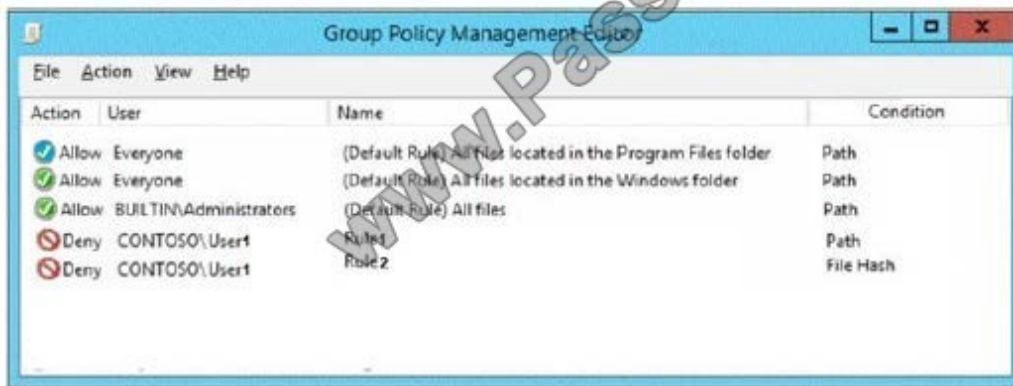 Group Policy Management Editor
File Action View Help
Action User Name Condition
Allow Everyone (Default Rule) All files located in the Program Files folder Path
Allow Everyone (Default Rule) All files located in the Windows folder Path
Allow BUILTIN\Administrators (Default Rule) All files Path
Deny CONTOSO\User1 Rule1 Path
Deny CONTOSO\User1 Rule2 File Hash
www.Pas